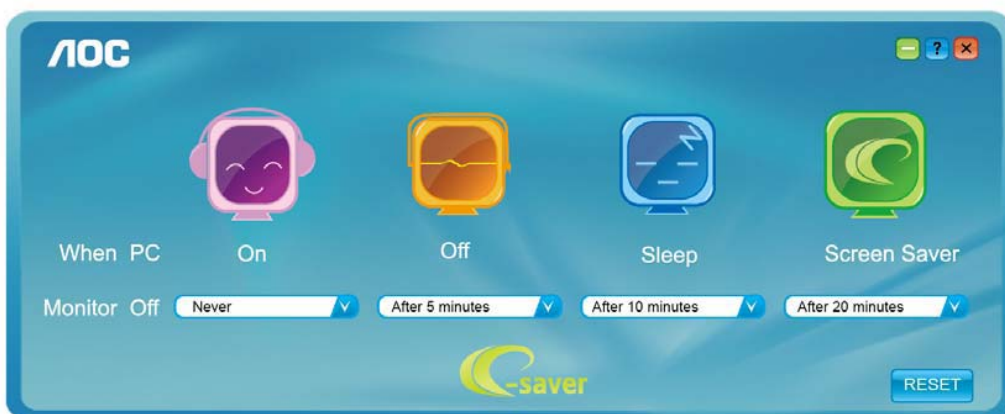 AOC
?
When PC On Off Sleep Screen Saver
Monitor Off Never After 5 minutes After 10 minutes After 20 minutes
e-saver
RESET